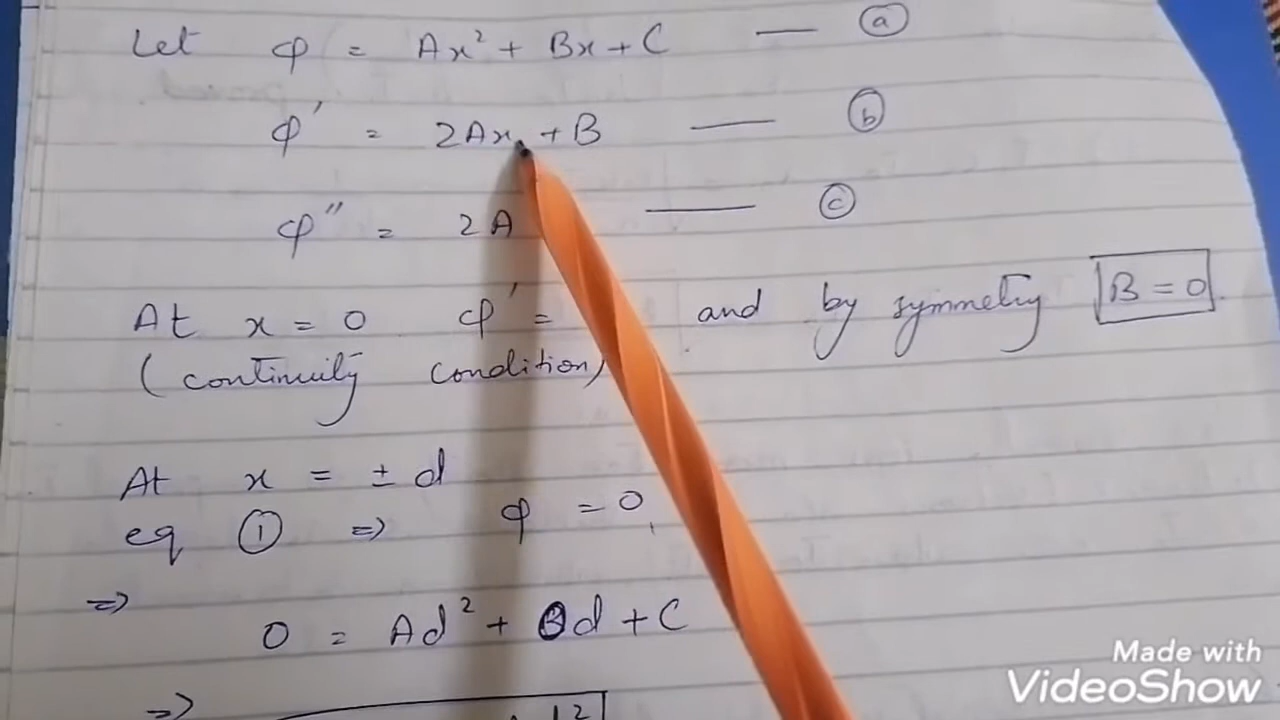 Let φ = Ax² + Bx + C — ⓐ
φ' = 2Ax + B — ⓑ
φ" = 2A — ⓒ
At x = 0 φ' = and by symmetry B = 0
(continuity condition)
At x = ± d
eq ① ⇒ φ = 0
⇒ 0 = Ad² + 0d + C
⇒
Made with
VideoShow